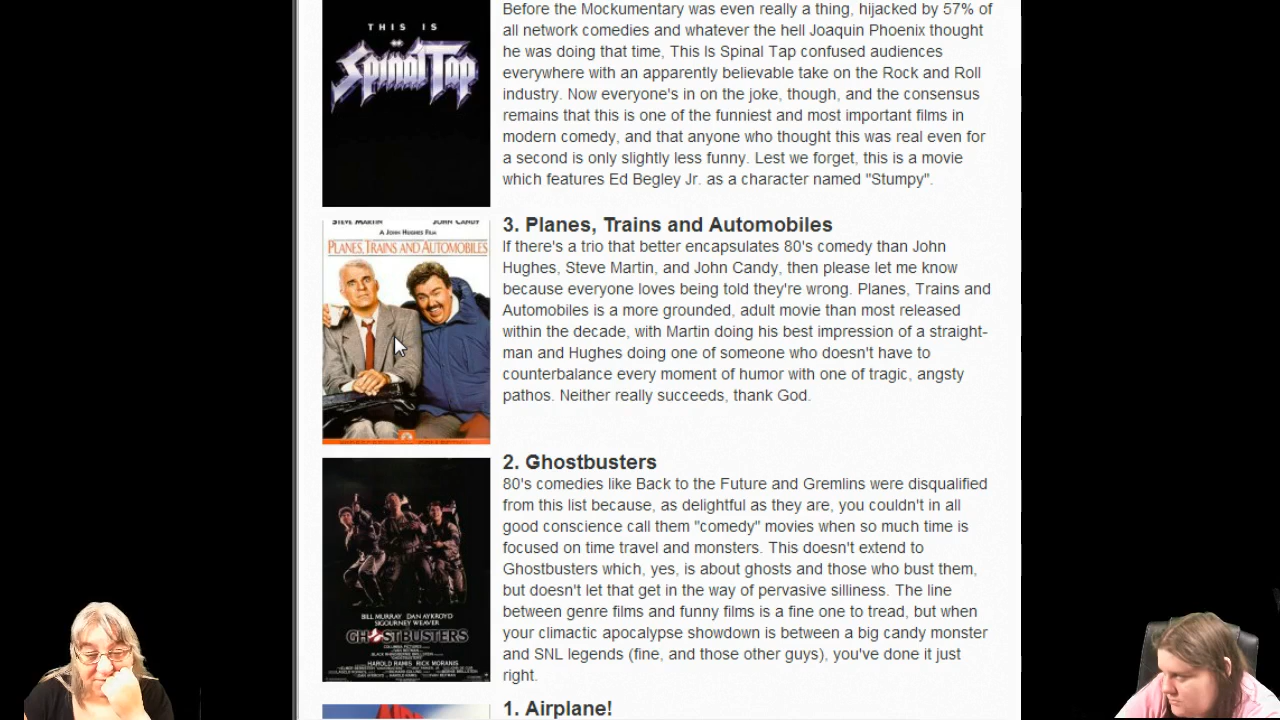 Before the Mockumentary was even really a thing, hijacked by 57% of
all network comedies and whatever the hell Joaquin Phoenix thought
he was doing that time, This Is Spinal Tap confused audiences
everywhere with an apparently believable take on the Rock and Roll
industry. Now everyone's in on the joke, though, and the consensus
remains that this is one of the funniest and most important films in
modern comedy, and that anyone who thought this was real even for
a second is only slightly less funny. Lest we forget, this is a movie
which features Ed Begley Jr. as a character named "Stumpy".
THIS IS
Spinal Tap
3. Planes, Trains and Automobiles
If there's a trio that better encapsulates 80's comedy than John
Hughes, Steve Martin, and John Candy, then please let me know
because everyone loves being told they're wrong. Planes, Trains and
Automobiles is a more grounded, adult movie than most released
within the decade, with Martin doing his best impression of a straight-
man and Hughes doing one of someone who doesn't have to
counterbalance every moment of humor with one of tragic, angsty
pathos. Neither really succeeds, thank God.
STEVE MARTIN JOHN CANDY
A JOHN HUGHES FILM
PLANES, TRAINS AND AUTOMOBILES
2. Ghostbusters
80's comedies like Back to the Future and Gremlins were disqualified
from this list because, as delightful as they are, you couldn't in all
good conscience call them "comedy" movies when so much time is
focused on time travel and monsters. This doesn't extend to
Ghostbusters which, yes, is about ghosts and those who bust them,
but doesn't let that get in the way of pervasive silliness. The line
between genre films and funny films is a fine one to tred, but when
your climactic apocalypse showdown is between a big candy monster
and SNL legends (fine, and those other guys), you've done it just
right.
BILL MURRAY DAN AYKROYD
SIGOURNEY WEAVER
GHOSTBUSTERS
HAROLD RAMIS RICK MORANIS
1. Airplane!